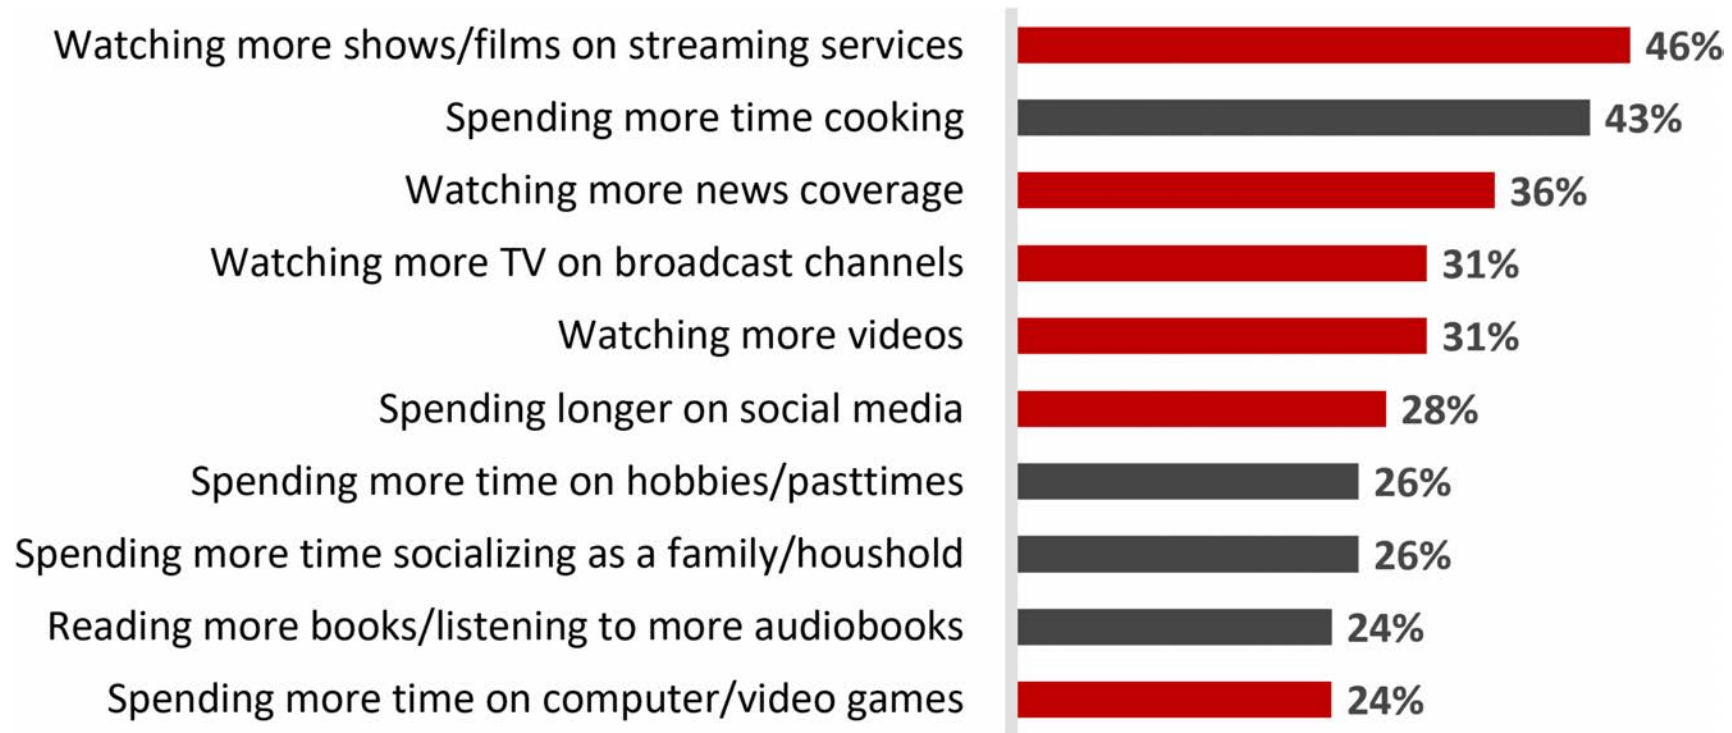 Watching more shows/films on streaming services 46%
Spending more time cooking 43%
Watching more news coverage 36%
Watching more TV on broadcast channels 31%
Watching more videos 31%
Spending longer on social media 28%
Spending more time on hobbies/pasttimes 26%
Spending more time socializing as a family/houshold 26%
Reading more books/listening to more audiobooks 24%
Spending more time on computer/video games 24%